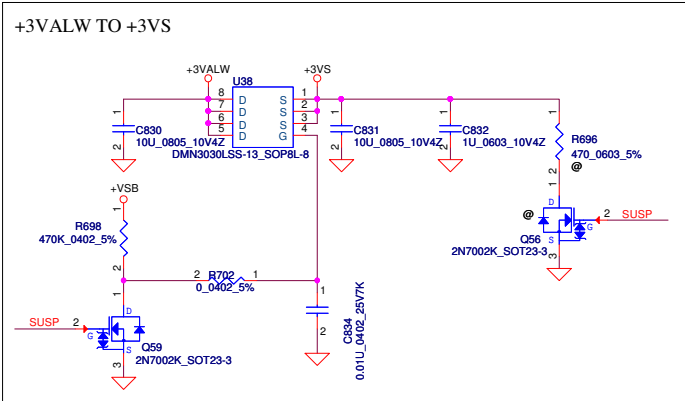 +3VALW TO +3VS
+3VALW
+3VS
U38
8 D S 1
7 D S 2
6 D S 3
5 D G 4
DMN3030LSS-13_SOP8L-8
1
C830
10U_0805_10V4Z
2
1
C831
10U_0805_10V4Z
2
1
C832
1U_0603_10V4Z
2
1
R696
470_0603_5%
2
@
+VSB
1
R698
470K_0402_5%
2
1
@
D
G
S
2
SUSP
Q56
2N7002K_SOT23-3
3
2
R702
1
0_0402_5%
1
C834
0.01U_0402_25V7K
2
SUSP
2
1
D
G
S
Q59
2N7002K_SOT23-3
3